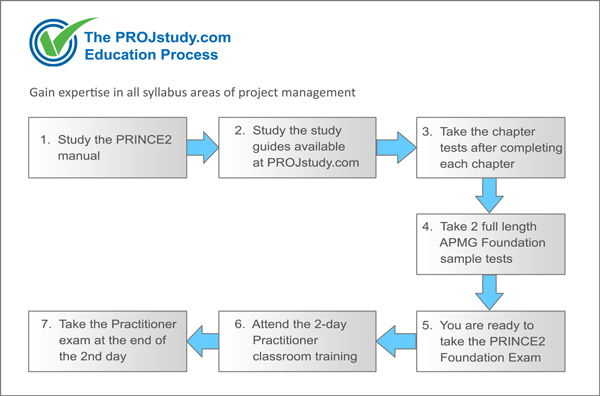 The PROJstudy.com
Education Process
Gain expertise in all syllabus areas of project management
1. Study the PRINCE2
manual
2. Study the study
guides available
at PROJstudy.com
3. Take the chapter
tests after completing
each chapter
4. Take 2 full length
APMG Foundation
sample tests
5. You are ready to
take the PRINCE2
Foundation Exam
6. Attend the 2-day
Practitioner
classroom training
7. Take the Practitioner
exam at the end of
the 2nd day